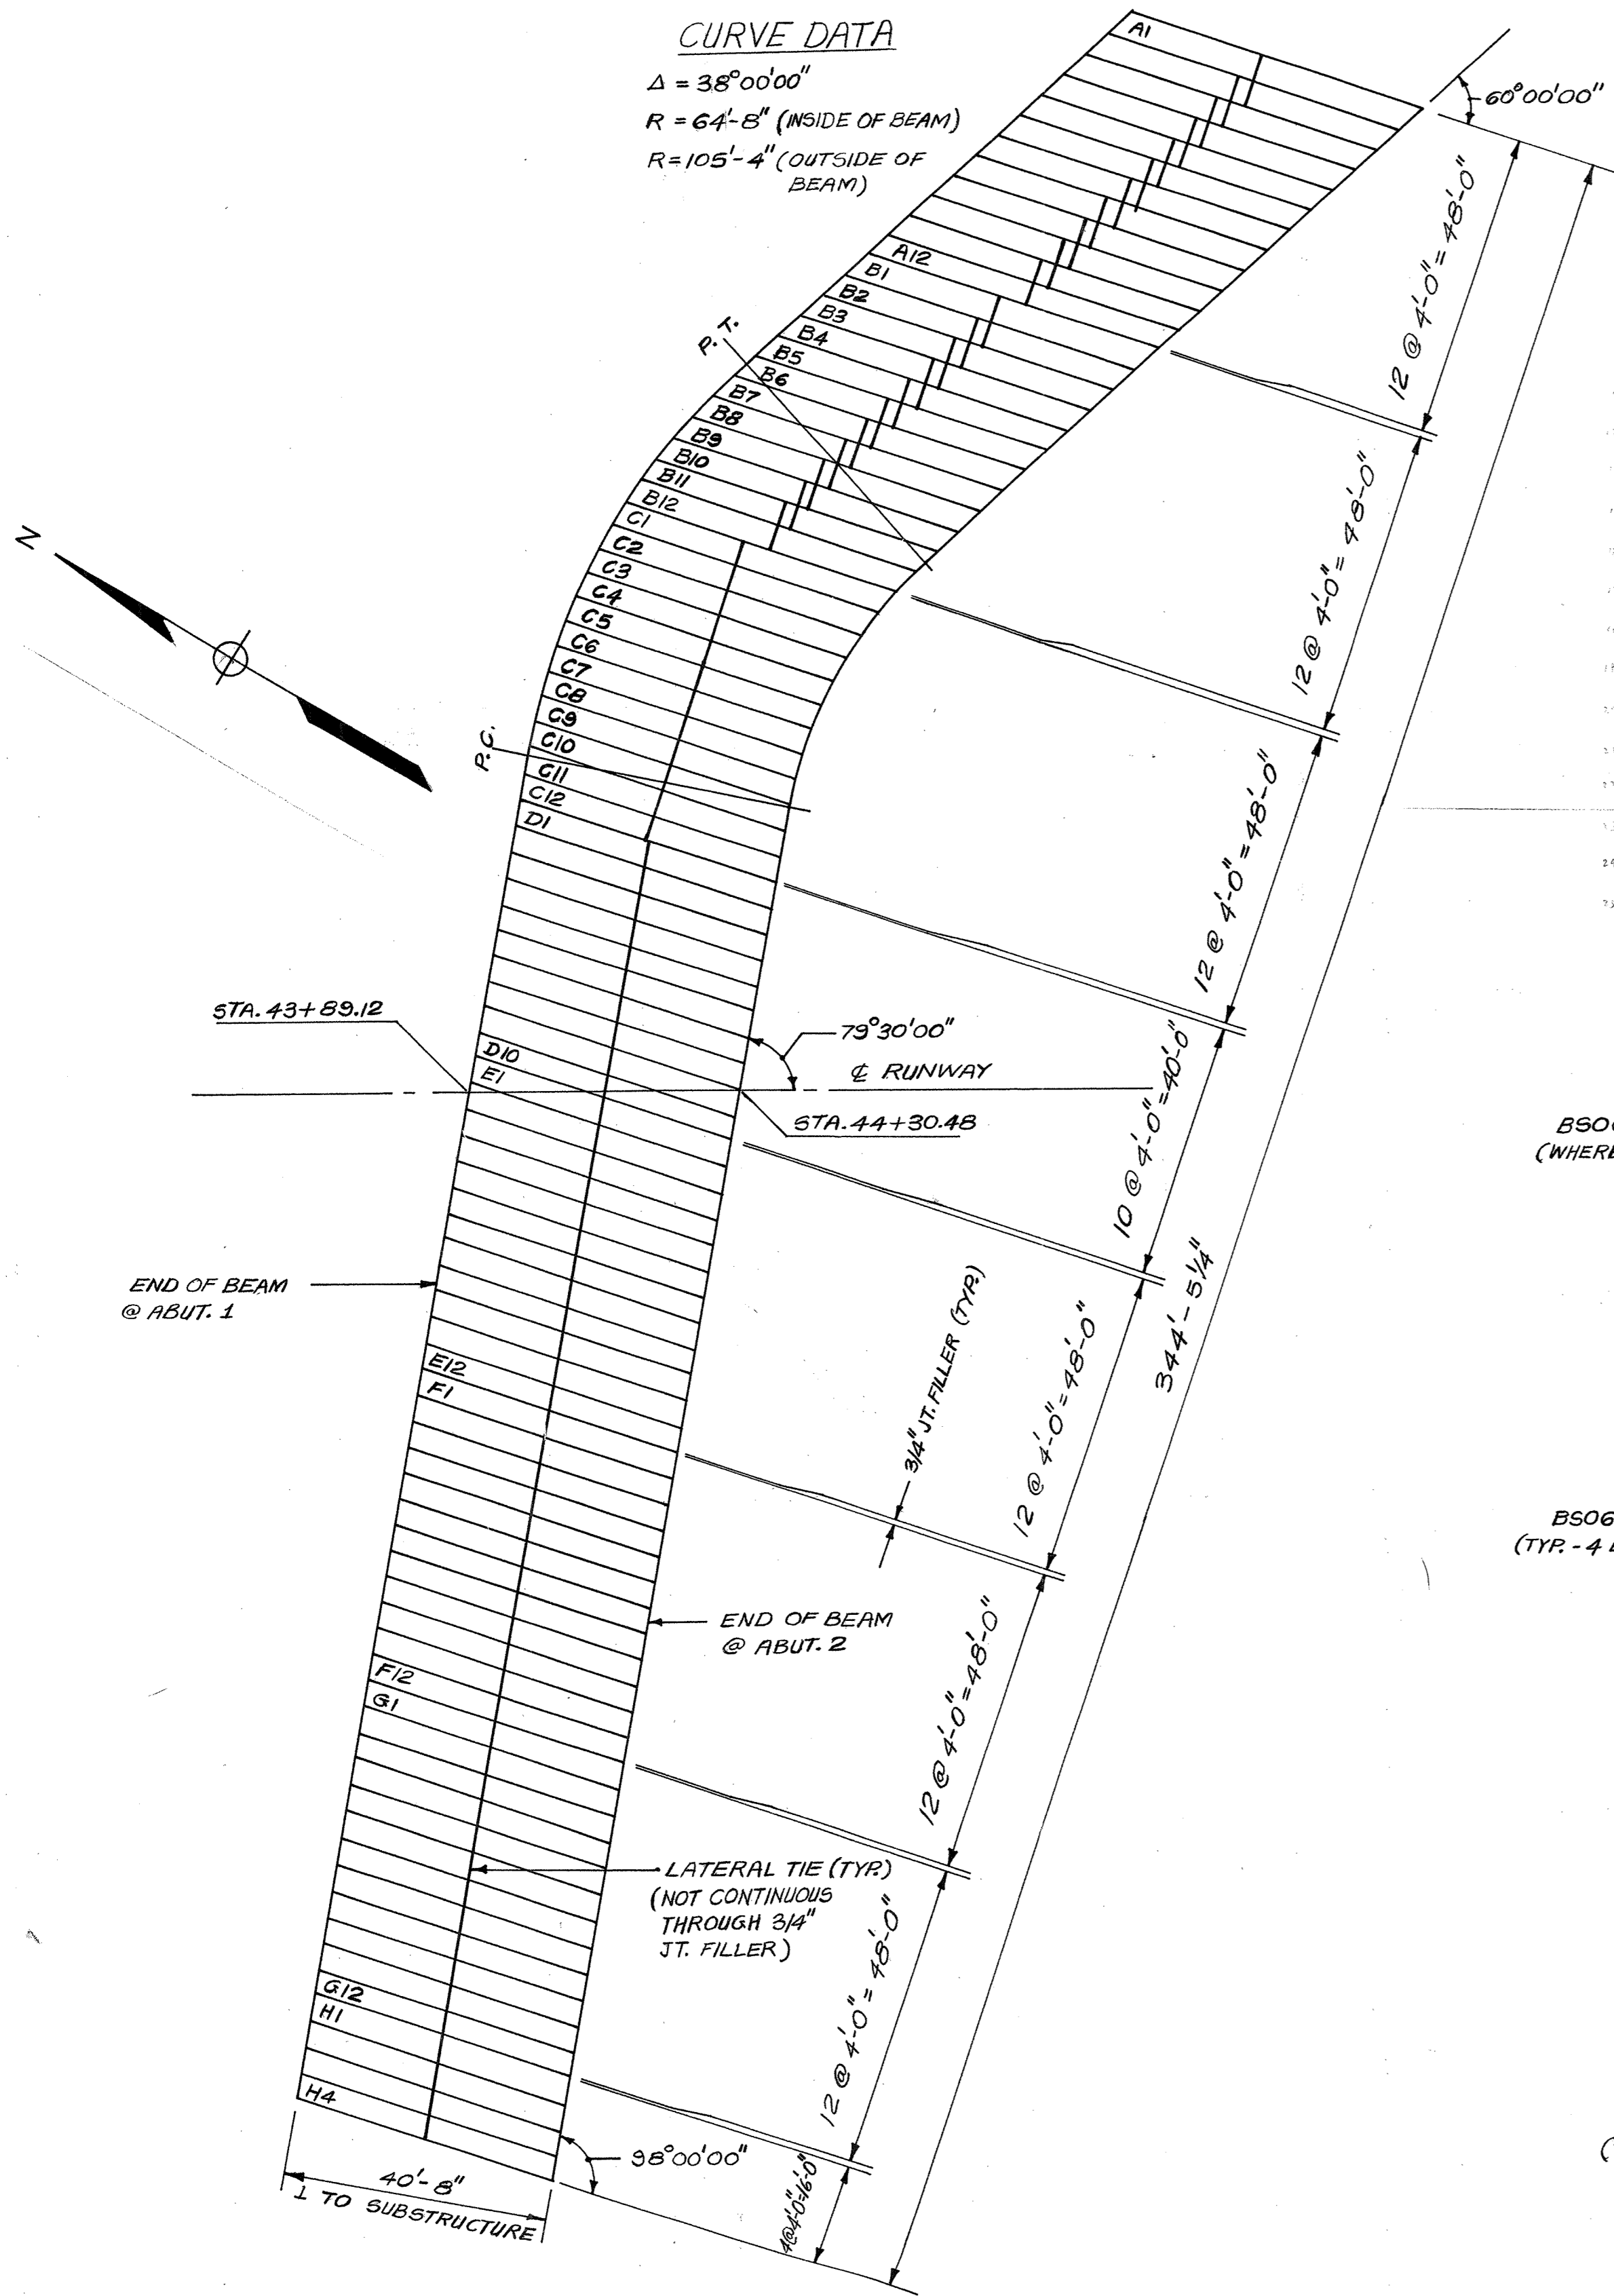 CURVE DATA
Δ = 38°00'00"
R = 64'-8" (INSIDE OF BEAM)
R = 105'-4" (OUTSIDE OF
BEAM)
A1
60°00'00"
12 @ 4'-0" = 48'-0"
A12
B1
B2
B3
B4
B5
B6
B7
B8
B9
B10
B11
B12
P.T.
12 @ 4'-0" = 48'-0"
N
C1
C2
C3
C4
C5
C6
C7
C8
C9
C10
C11
C12
P.C.
12 @ 4'-0" = 48'-0"
D1
STA. 43+89.12
79°30'00"
℄ RUNWAY
D10
E1
STA. 44+30.48
10 @ 4'-0" = 40'-0"
BS0
(WHERE
344'-5 1/4"
END OF BEAM
@ ABUT. 1
3/4" JT. FILLER (TYP.)
12 @ 4'-0" = 48'-0"
E12
F1
BS06
(TYP. - 4
END OF BEAM
@ ABUT. 2
12 @ 4'-0" = 48'-0"
F12
G1
LATERAL TIE (TYP.)
(NOT CONTINUOUS
THROUGH 3/4"
JT. FILLER)
12 @ 4'-0" = 48'-0"
G12
H1
H4
98°00'00"
4@4'-0"=16'-0"
40'-8"
⊥ TO SUBSTRUCTURE